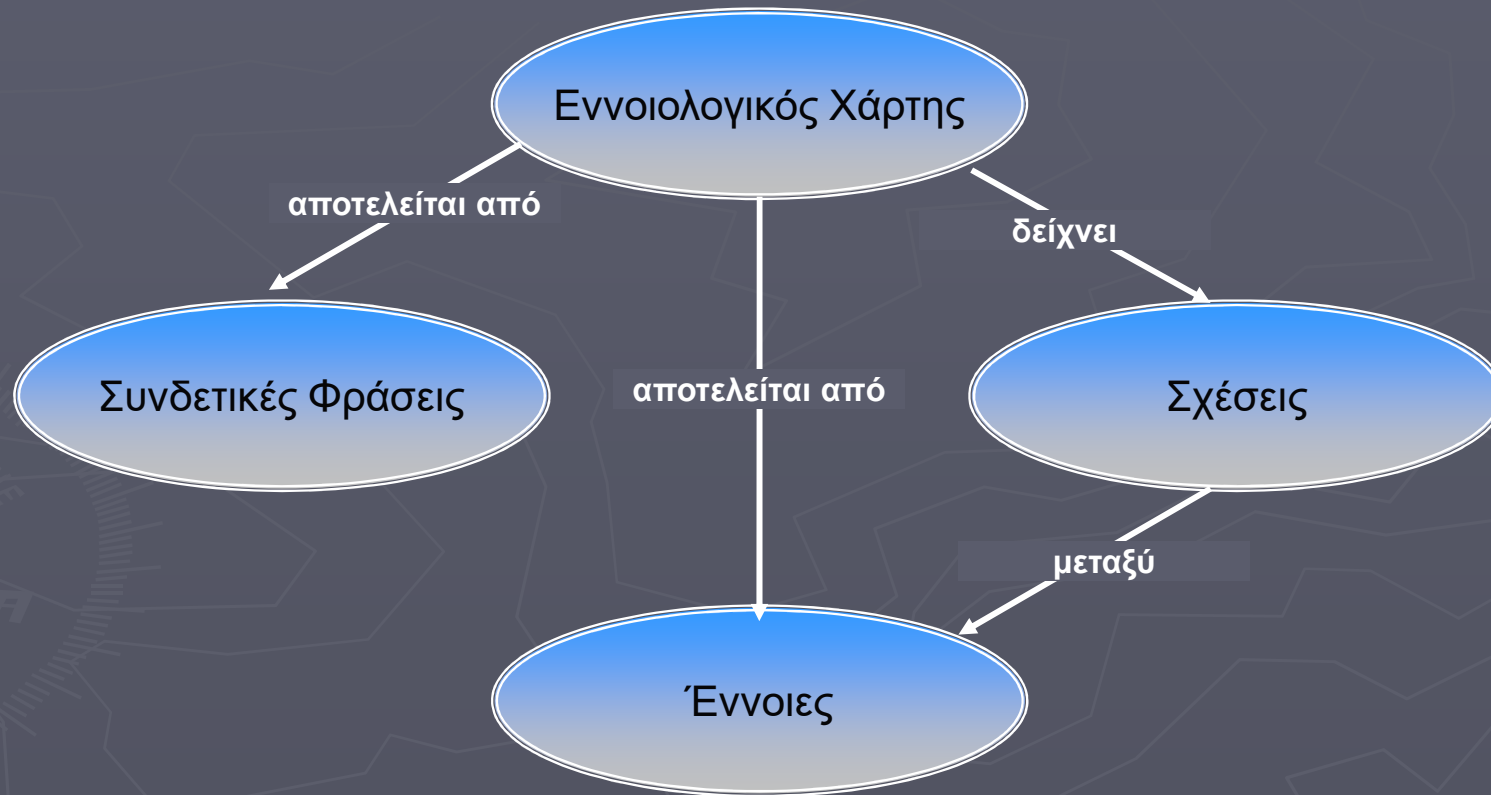 Εννοιολογικός Χάρτης
αποτελείται από
δείχνει
Συνδετικές Φράσεις
αποτελείται από
Σχέσεις
μεταξύ
Έννοιες